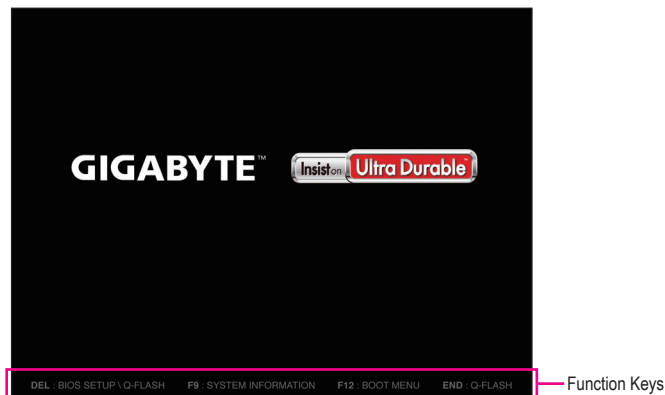 GIGABYTE™ Insist on Ultra Durable™
DEL : BIOS SETUP \ Q-FLASH F9 : SYSTEM INFORMATION F12 : BOOT MENU END : Q-FLASH
Function Keys